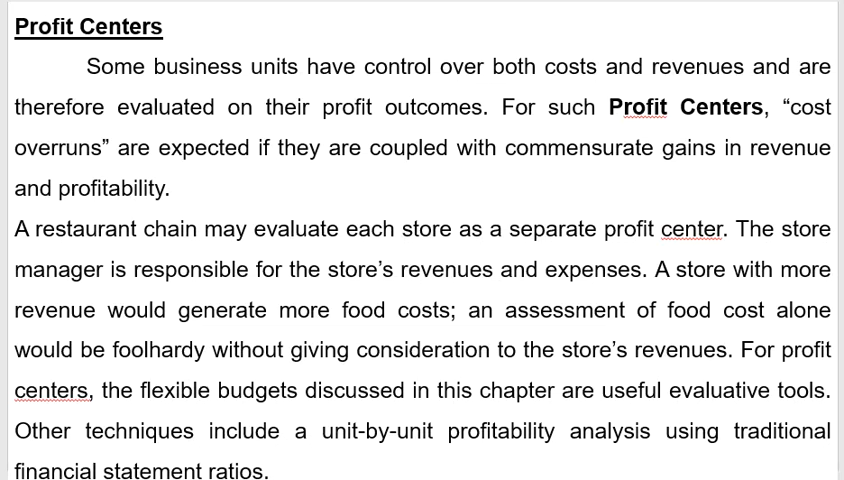 Profit Centers
Some business units have control over both costs and revenues and are
therefore evaluated on their profit outcomes. For such Profit Centers, “cost
overruns” are expected if they are coupled with commensurate gains in revenue
and profitability.
A restaurant chain may evaluate each store as a separate profit center. The store
manager is responsible for the store’s revenues and expenses. A store with more
revenue would generate more food costs; an assessment of food cost alone
would be foolhardy without giving consideration to the store’s revenues. For profit
centers, the flexible budgets discussed in this chapter are useful evaluative tools.
Other techniques include a unit-by-unit profitability analysis using traditional
financial statement ratios.